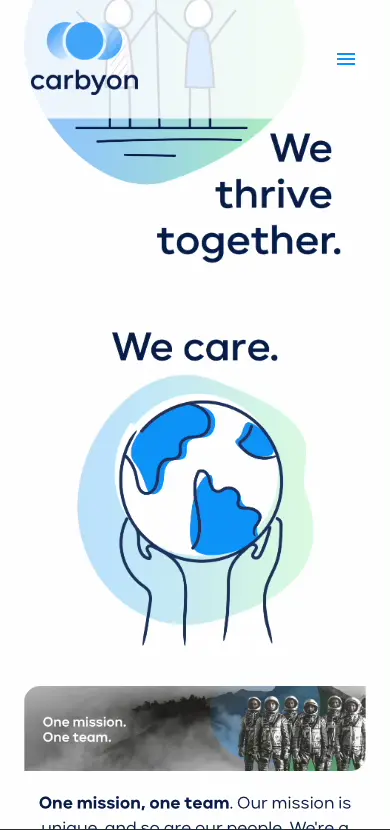 carbyon
We
thrive
together.
We care.
One mission.
One team.
One mission, one team. Our mission is
unique, and so are our people. We're a